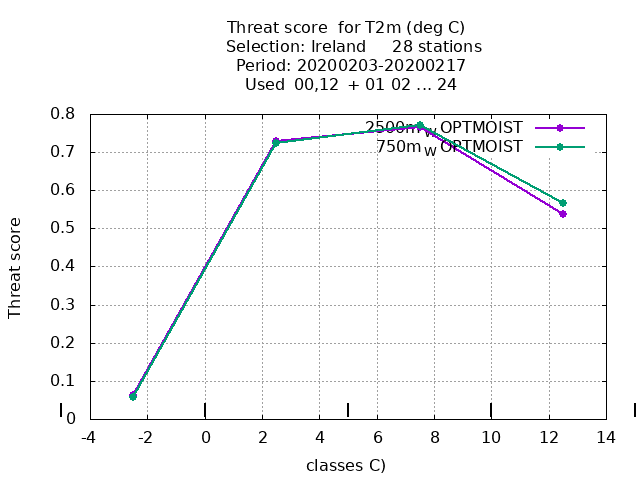 Threat score for T2m (deg C)
Selection: Ireland 28 stations
Period: 20200203-20200217
Used 00,12 + 01 02 ... 24
2500m_W OPTMOIST
750m_W OPTMOIST
Threat score
0.8
0.7
0.6
0.5
0.4
0.3
0.2
0.1
0
-4 -2 0 2 4 6 8 10 12 14
classes C)